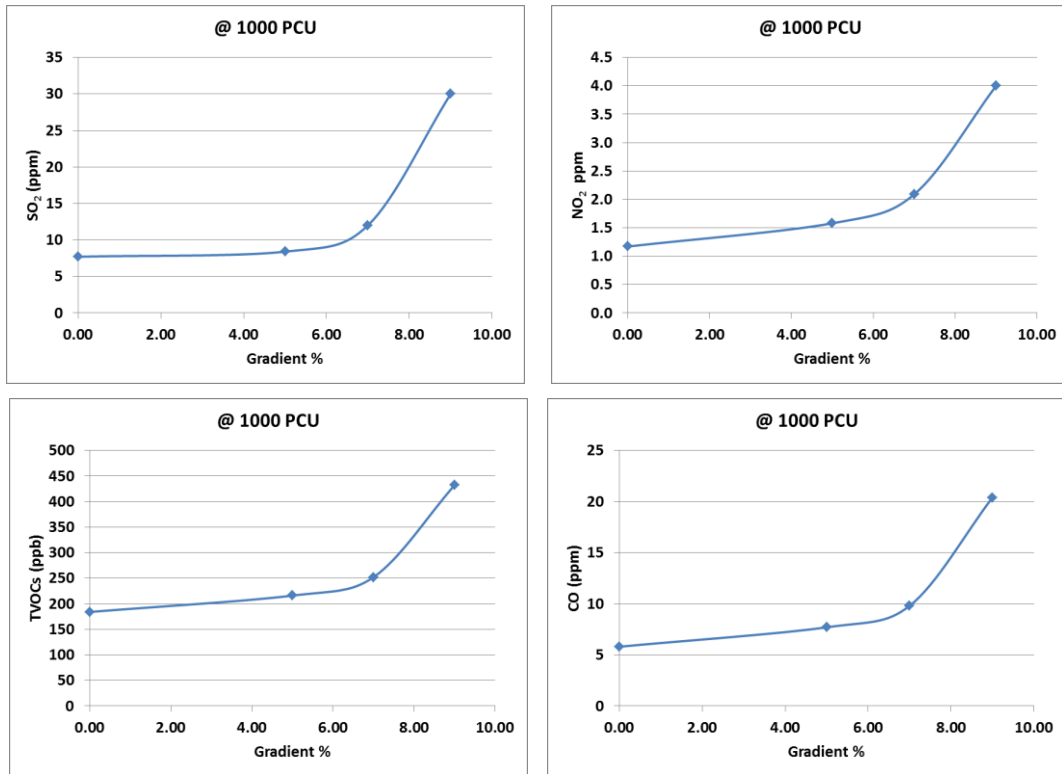 @ 1000 PCU
SO₂ (ppm)
35
30
25
20
15
10
5
0
0.00 2.00 4.00 6.00 8.00 10.00
Gradient %
@ 1000 PCU
NO₂ ppm
4.5
4.0
3.5
3.0
2.5
2.0
1.5
1.0
0.5
0.0
0.00 2.00 4.00 6.00 8.00 10.00
Gradient %
@ 1000 PCU
TVOCs (ppb)
500
450
400
350
300
250
200
150
100
50
0
0.00 2.00 4.00 6.00 8.00 10.00
Gradient %
@ 1000 PCU
CO (ppm)
25
20
15
10
5
0
0.00 2.00 4.00 6.00 8.00 10.00
Gradient %